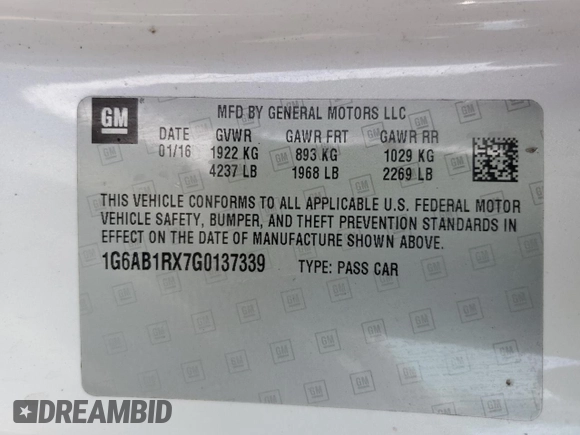 GM
MFD BY GENERAL MOTORS LLC
DATE GVWR GAWR FRT GAWR RR
01/16 1922 KG 893 KG 1029 KG
4237 LB 1968 LB 2269 LB
THIS VEHICLE CONFORMS TO ALL APPLICABLE U.S. FEDERAL MOTOR
VEHICLE SAFETY, BUMPER, AND THEFT PREVENTION STANDARDS IN
EFFECT ON THE DATE OF MANUFACTURE SHOWN ABOVE.
1G6AB1RX7G0137339 TYPE: PASS CAR
DREAMBID